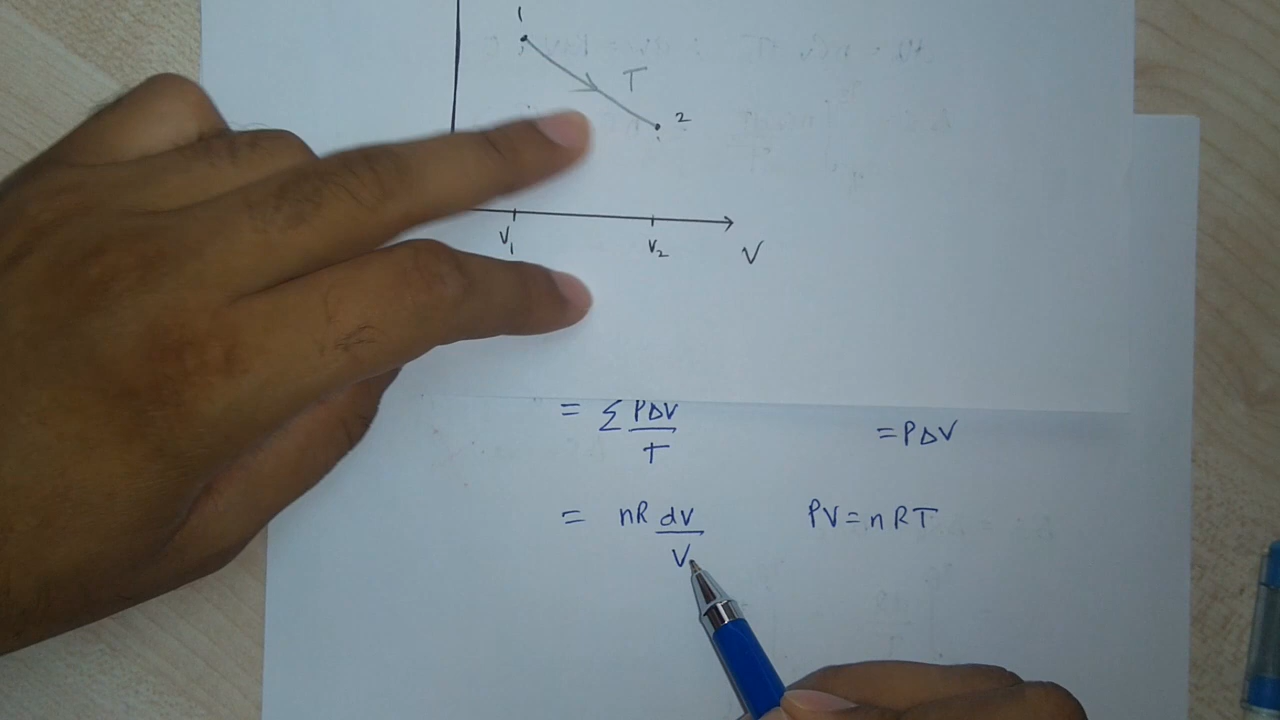 1
T
2
V₁ V₂ V
= Σ PΔV / T = PΔV
= nR dV / V PV = nRT